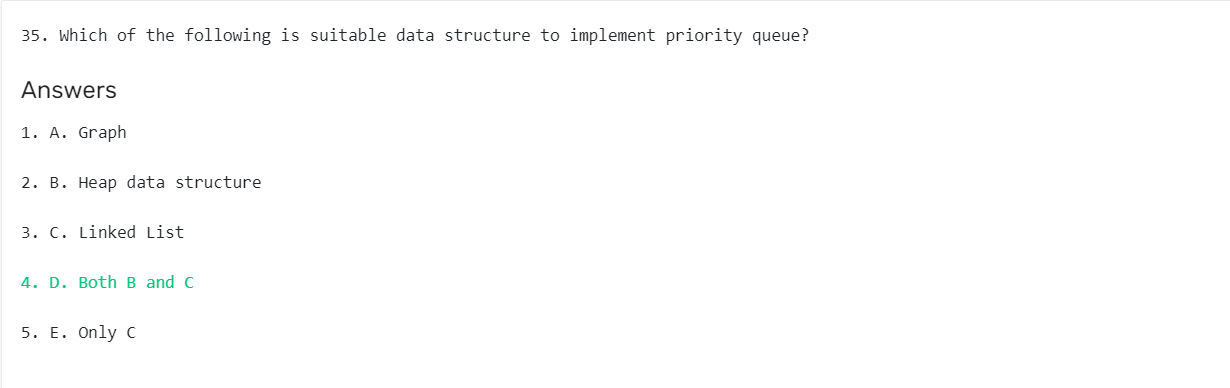 35. Which of the following is suitable data structure to implement priority queue?
Answers
1. A. Graph
2. B. Heap data structure
3. C. Linked List
4. D. Both B and C
5. E. Only C